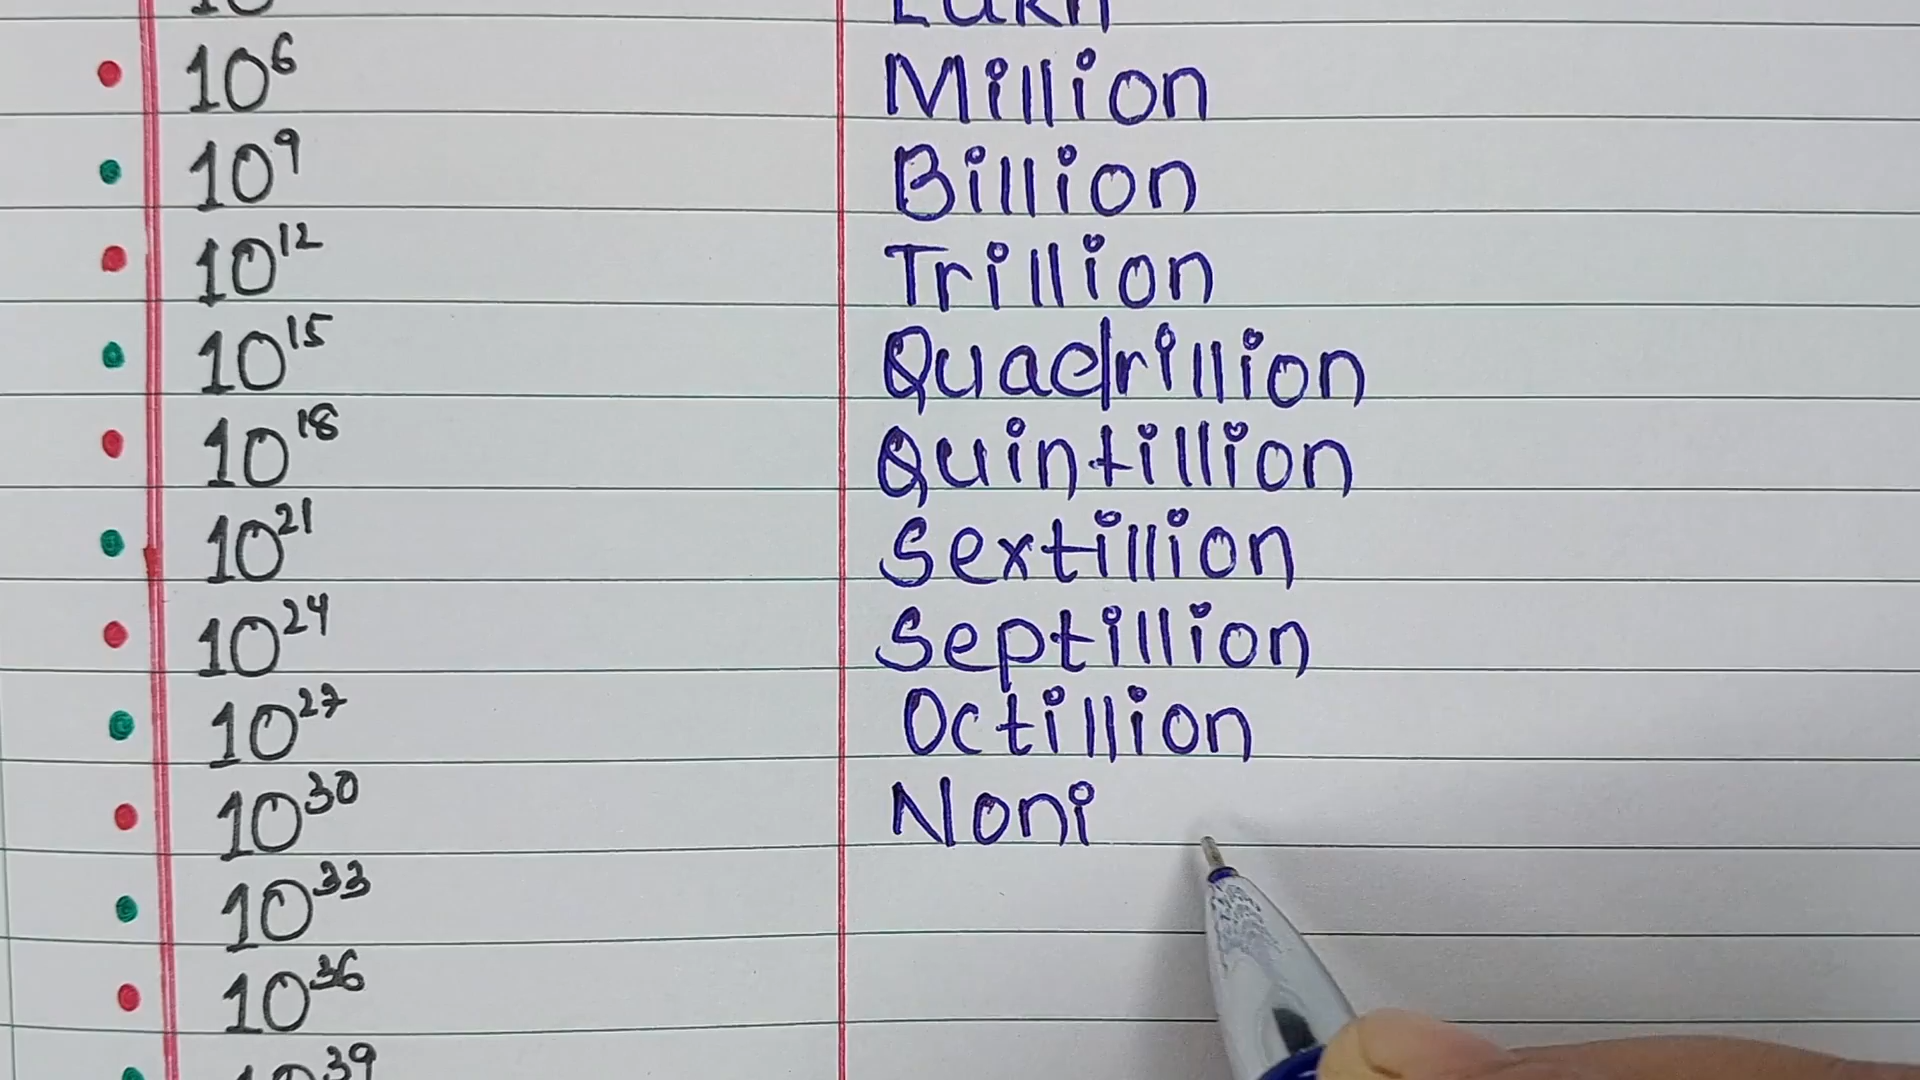 10⁶ Million
10⁹ Billion
10¹² Trillion
10¹⁵ Quadrillion
10¹⁸ Quintillion
10²¹ Sextillion
10²⁴ Septillion
10²⁷ Octillion
10³⁰ Noni
10³³
10³⁶
10³⁹